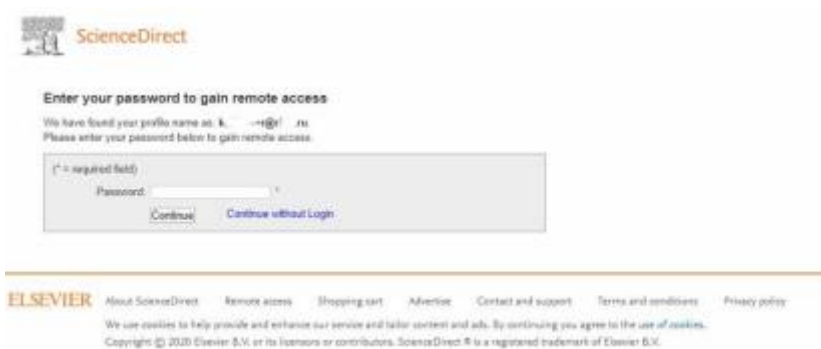 ScienceDirect
Enter your password to gain remote access
We have found your profile name as: k. r@r .ru
Please enter your password below to gain remote access.
(* = required field)
Password: *
Continue Continue without Login
ELSEVIER About ScienceDirect Remote access Shopping cart Advertise Contact and support Terms and conditions Privacy policy
We use cookies to help provide and enhance our service and tailor content and ads. By continuing you agree to the use of cookies.
Copyright © 2020 Elsevier B.V. or its licensors or contributors. ScienceDirect ® is a registered trademark of Elsevier B.V.